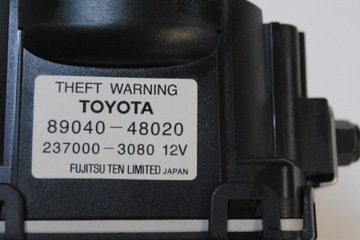 THEFT WARNING
TOYOTA
89040-48020
237000-3080 12V
FUJITSU TEN LIMITED JAPAN